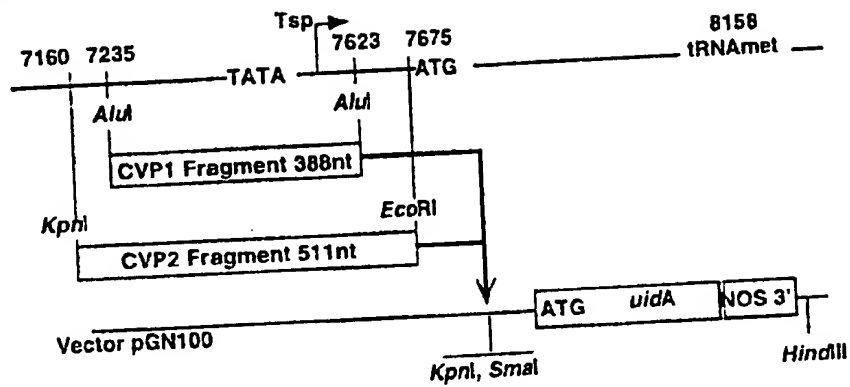 Tsp
7160 7235 7623 7675 8158
tRNAmet
TATA ATG
AluI AluI
CVP1 Fragment 388nt
KpnI EcoRI
CVP2 Fragment 511nt
ATG uidA NOS 3'
Vector pGN100
KpnI, SmaI HindIII